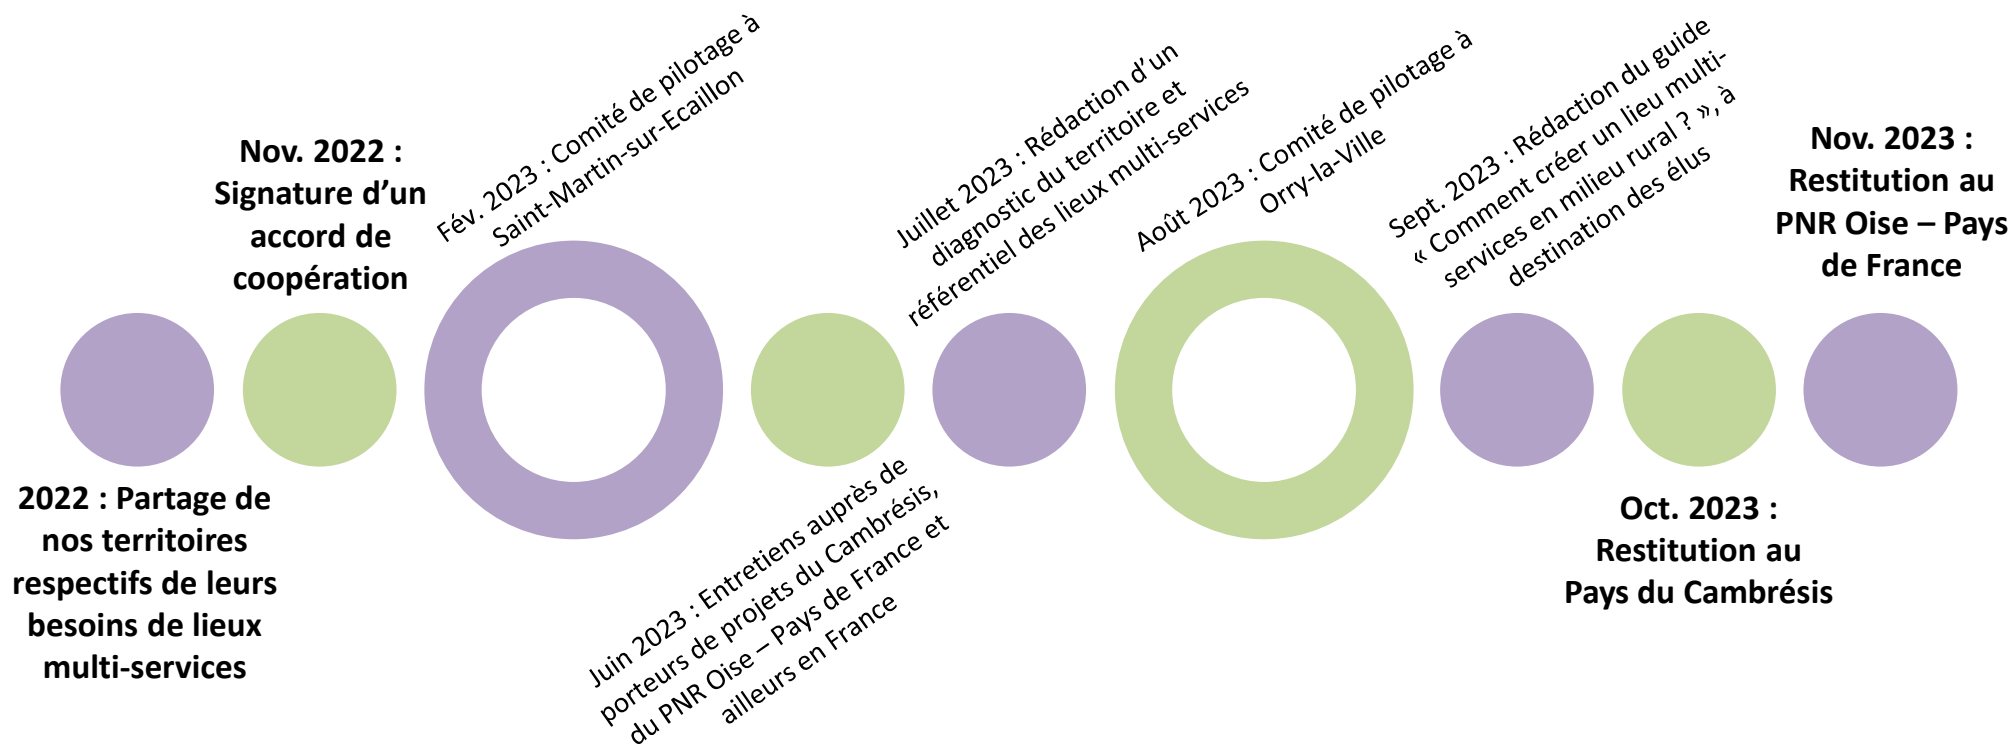 2022 : Partage de
nos territoires
respectifs de leurs
besoins de lieux
multi-services
Nov. 2022 :
Signature d’un
accord de
coopération
Fév. 2023 : Comité de pilotage à
Saint-Martin-sur-Ecaillon
Juin 2023 : Entretiens auprès de
porteurs de projets du Cambrésis,
du PNR Oise – Pays de France et
ailleurs en France
Juillet 2023 : Rédaction d’un
diagnostic du territoire et
référentiel des lieux multi-services
Août 2023 : Comité de pilotage à
Orry-la-Ville
Sept. 2023 : Rédaction du guide
« Comment créer un lieu multi-
services en milieu rural ? », à
destination des élus
Oct. 2023 :
Restitution au
Pays du Cambrésis
Nov. 2023 :
Restitution au
PNR Oise – Pays
de France